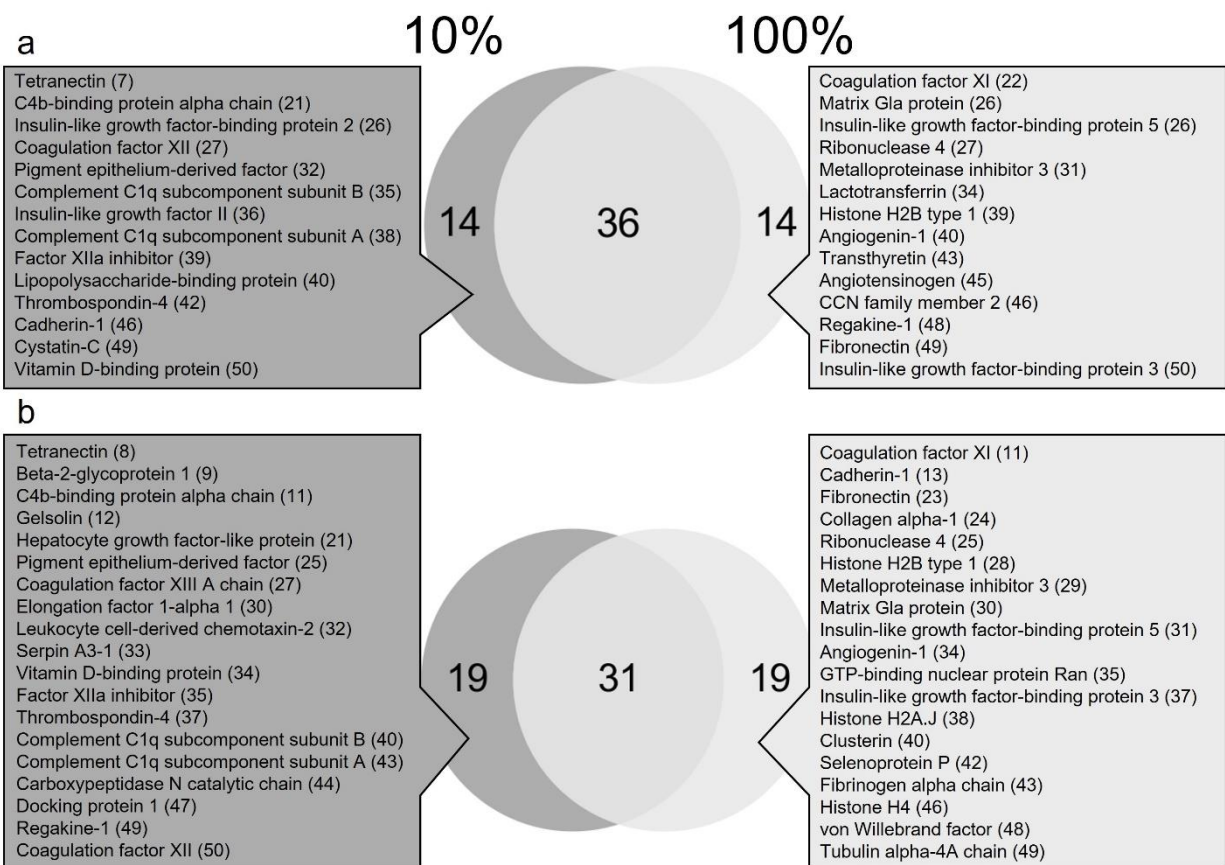 a
10%
100%
Tetranectin (7)
C4b-binding protein alpha chain (21)
Insulin-like growth factor-binding protein 2 (26)
Coagulation factor XII (27)
Pigment epithelium-derived factor (32)
Complement C1q subcomponent subunit B (35)
Insulin-like growth factor II (36)
Complement C1q subcomponent subunit A (38)
Factor XIIa inhibitor (39)
Lipopolysaccharide-binding protein (40)
Thrombospondin-4 (42)
Cadherin-1 (46)
Cystatin-C (49)
Vitamin D-binding protein (50)
14
36
14
Coagulation factor XI (22)
Matrix Gla protein (26)
Insulin-like growth factor-binding protein 5 (26)
Ribonuclease 4 (27)
Metalloproteinase inhibitor 3 (31)
Lactotransferrin (34)
Histone H2B type 1 (39)
Angiogenin-1 (40)
Transthyretin (43)
Angiotensinogen (45)
CCN family member 2 (46)
Regakine-1 (48)
Fibronectin (49)
Insulin-like growth factor-binding protein 3 (50)
b
Tetranectin (8)
Beta-2-glycoprotein 1 (9)
C4b-binding protein alpha chain (11)
Gelsolin (12)
Hepatocyte growth factor-like protein (21)
Pigment epithelium-derived factor (25)
Coagulation factor XIII A chain (27)
Elongation factor 1-alpha 1 (30)
Leukocyte cell-derived chemotaxin-2 (32)
Serpin A3-1 (33)
Vitamin D-binding protein (34)
Factor XIIa inhibitor (35)
Thrombospondin-4 (37)
Complement C1q subcomponent subunit B (40)
Complement C1q subcomponent subunit A (43)
Carboxypeptidase N catalytic chain (44)
Docking protein 1 (47)
Regakine-1 (49)
Coagulation factor XII (50)
19
31
19
Coagulation factor XI (11)
Cadherin-1 (13)
Fibronectin (23)
Collagen alpha-1 (24)
Ribonuclease 4 (25)
Histone H2B type 1 (28)
Metalloproteinase inhibitor 3 (29)
Matrix Gla protein (30)
Insulin-like growth factor-binding protein 5 (31)
Angiogenin-1 (34)
GTP-binding nuclear protein Ran (35)
Insulin-like growth factor-binding protein 3 (37)
Histone H2A.J (38)
Clusterin (40)
Selenoprotein P (42)
Fibrinogen alpha chain (43)
Histone H4 (46)
von Willebrand factor (48)
Tubulin alpha-4A chain (49)